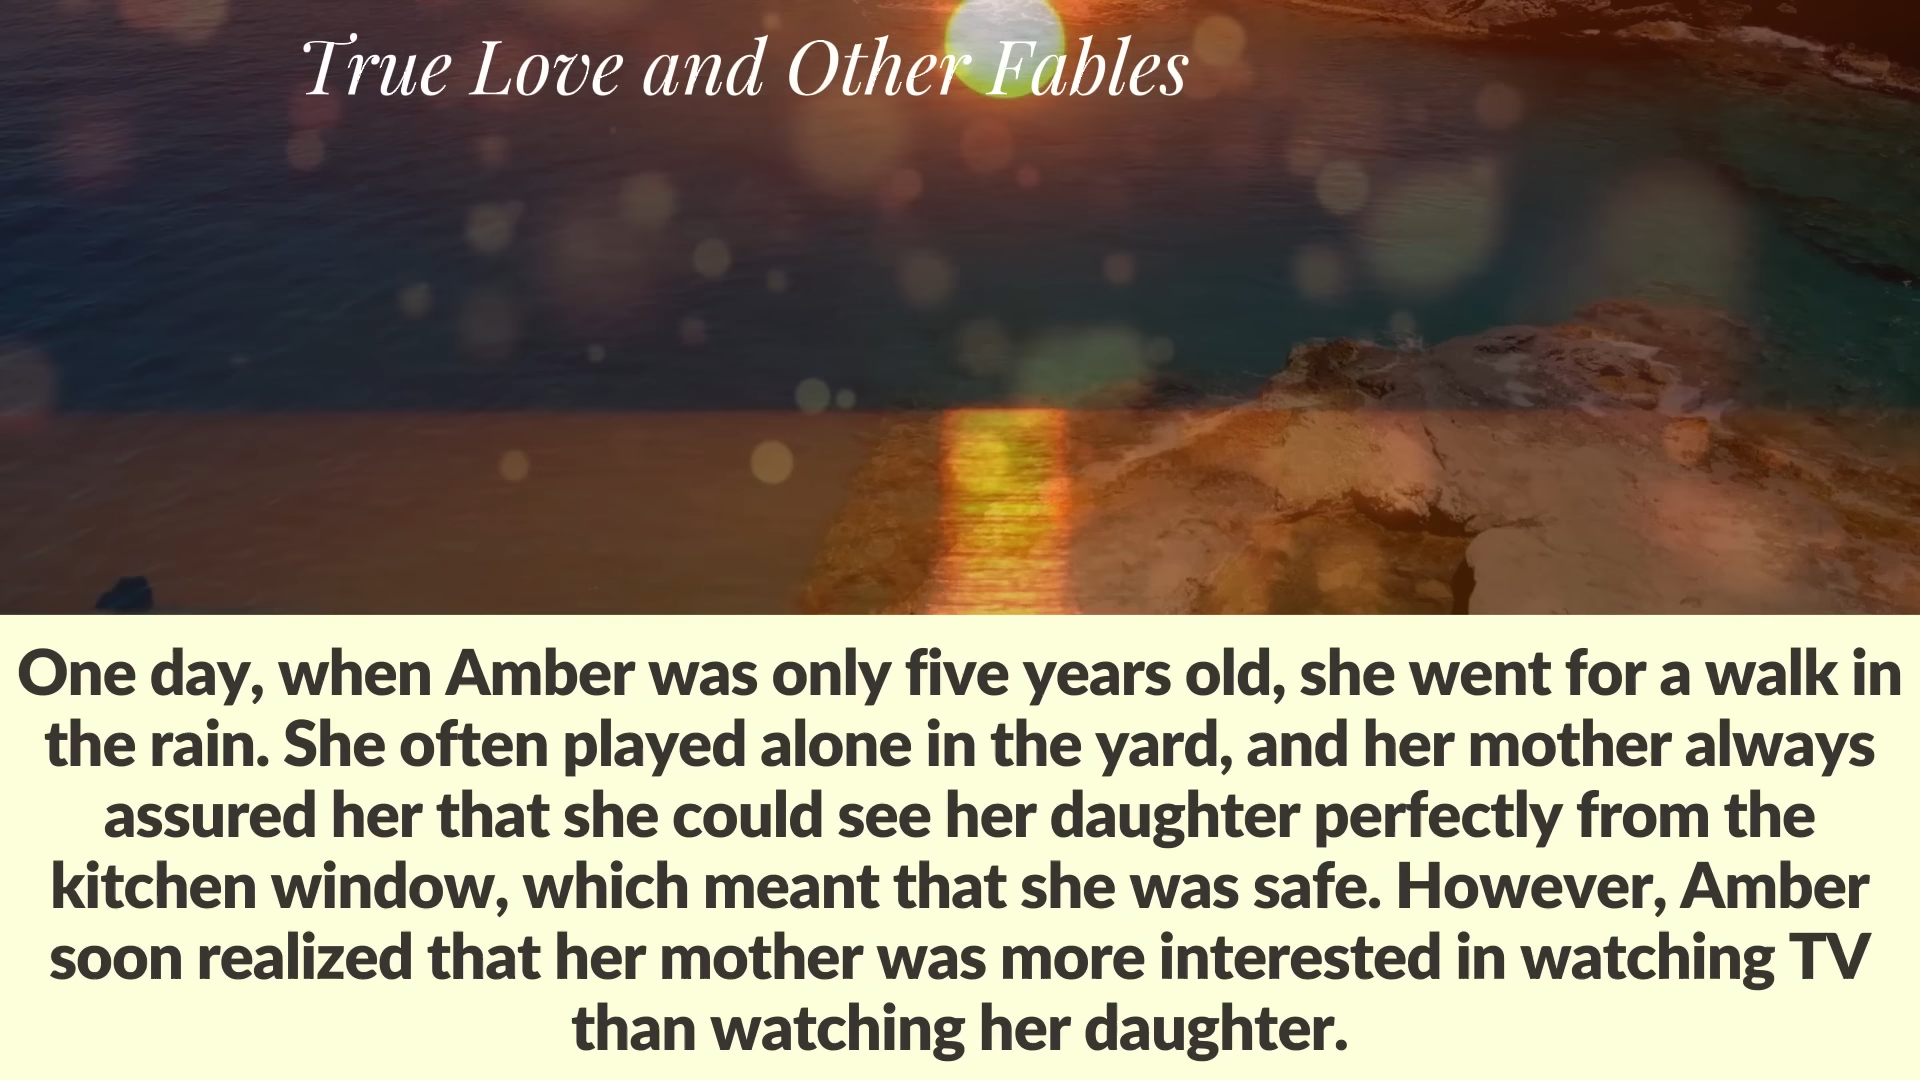 True Love and Other Fables
One day, when Amber was only five years old, she went for a walk in
the rain. She often played alone in the yard, and her mother always
assured her that she could see her daughter perfectly from the
kitchen window, which meant that she was safe. However, Amber
soon realized that her mother was more interested in watching TV
than watching her daughter.